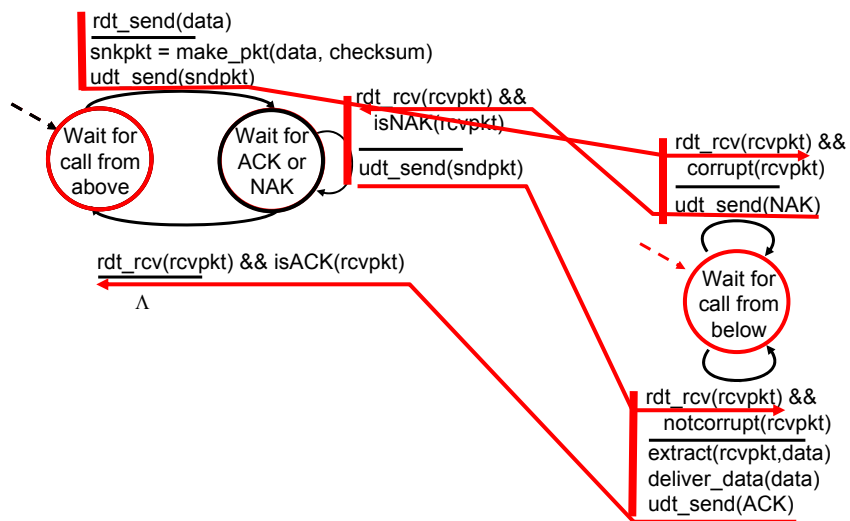 rdt_send(data)
snkpkt = make_pkt(data, checksum)
udt_send(sndpkt)
Wait for
call from
above
Wait for
ACK or
NAK
rdt_rcv(rcvpkt) &&
isNAK(rcvpkt)
udt_send(sndpkt)
rdt_rcv(rcvpkt) && isACK(rcvpkt)
Λ
rdt_rcv(rcvpkt) &&
corrupt(rcvpkt)
udt_send(NAK)
Wait for
call from
below
rdt_rcv(rcvpkt) &&
notcorrupt(rcvpkt)
extract(rcvpkt,data)
deliver_data(data)
udt_send(ACK)